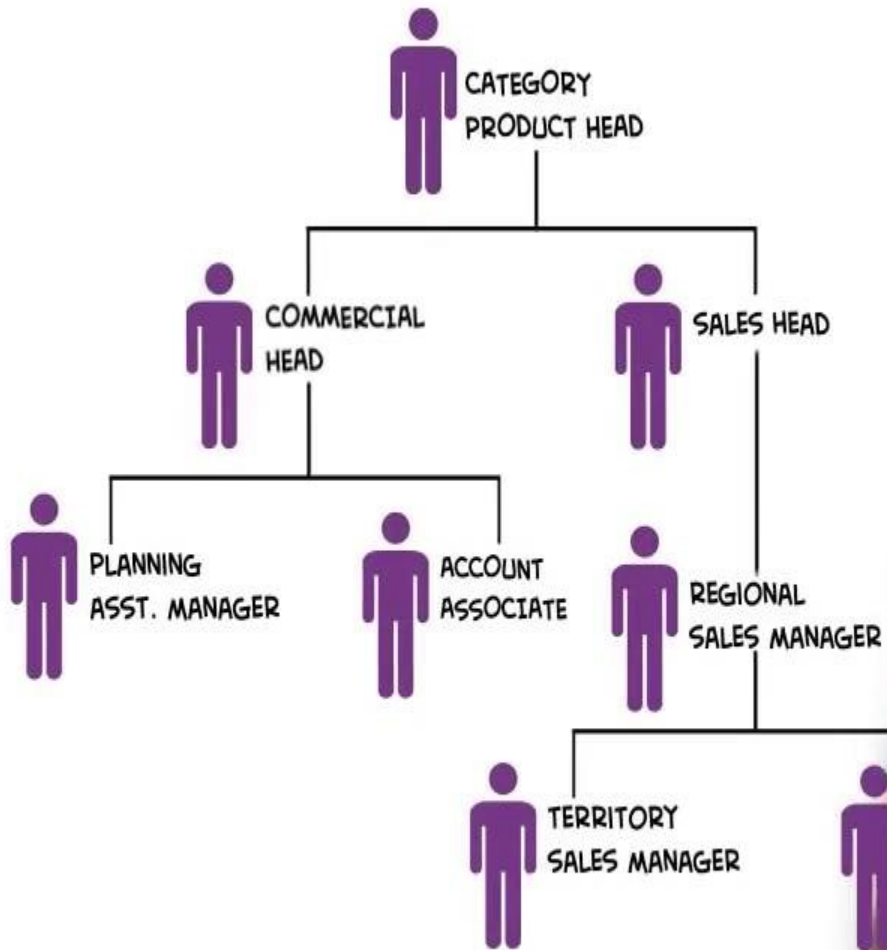 CATEGORY
PRODUCT HEAD
COMMERCIAL
HEAD
SALES HEAD
PLANNING
ASST. MANAGER
ACCOUNT
ASSOCIATE
REGIONAL
SALES MANAGER
TERRITORY
SALES MANAGER